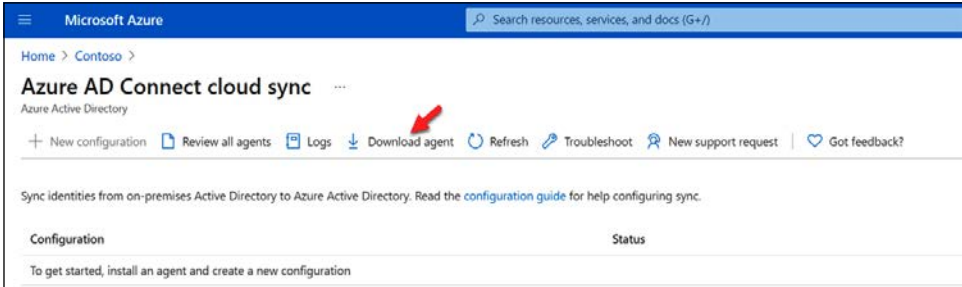 Microsoft Azure Search resources, services, and docs (G+/)
Home > Contoso >
Azure AD Connect cloud sync ...
Azure Active Directory
+ New configuration Review all agents Logs Download agent Refresh Troubleshoot New support request | Got feedback?
Sync identities from on-premises Active Directory to Azure Active Directory. Read the configuration guide for help configuring sync.
Configuration Status
To get started, install an agent and create a new configuration